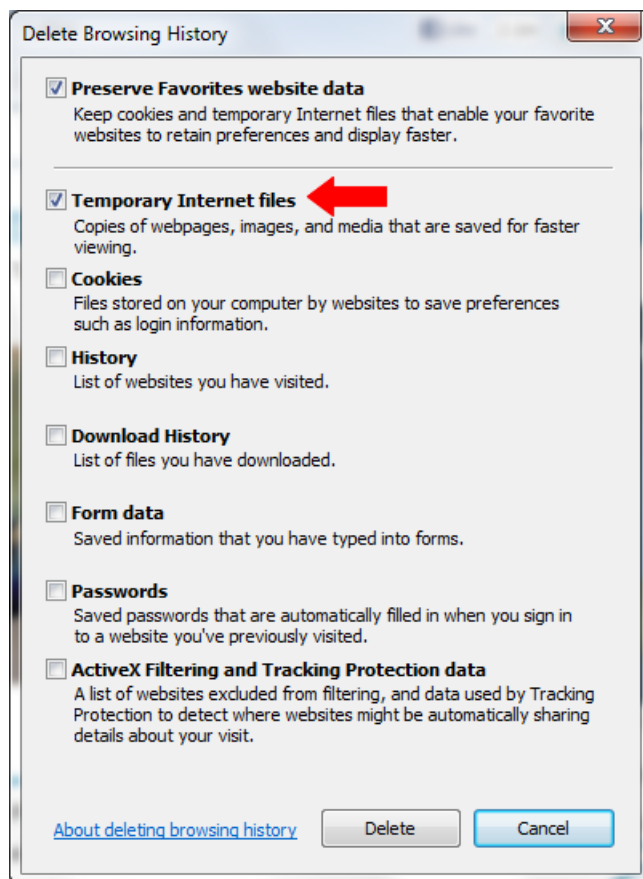 Delete Browsing History
Preserve Favorites website data
Keep cookies and temporary Internet files that enable your favorite
websites to retain preferences and display faster.
Temporary Internet files
Copies of webpages, images, and media that are saved for faster
viewing.
Cookies
Files stored on your computer by websites to save preferences
such as login information.
History
List of websites you have visited.
Download History
List of files you have downloaded.
Form data
Saved information that you have typed into forms.
Passwords
Saved passwords that are automatically filled in when you sign in
to a website you've previously visited.
ActiveX Filtering and Tracking Protection data
A list of websites excluded from filtering, and data used by Tracking
Protection to detect where websites might be automatically sharing
details about your visit.
About deleting browsing history
Delete
Cancel